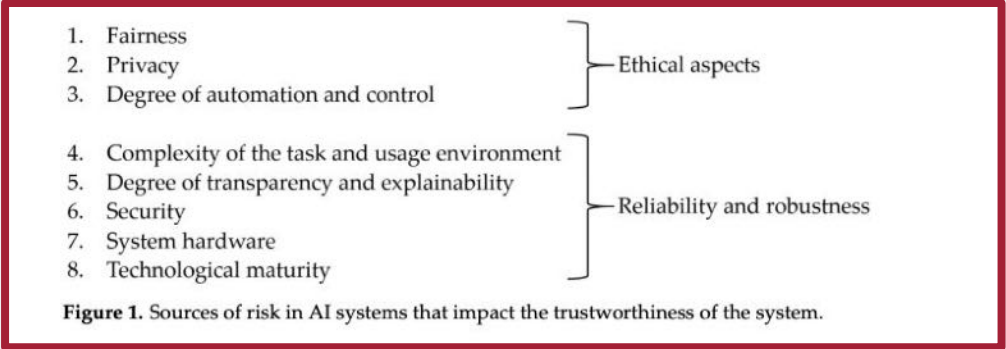 1. Fairness
2. Privacy
3. Degree of automation and control
Ethical aspects
4. Complexity of the task and usage environment
5. Degree of transparency and explainability
6. Security
7. System hardware
8. Technological maturity
Reliability and robustness
Figure 1. Sources of risk in AI systems that impact the trustworthiness of the system.